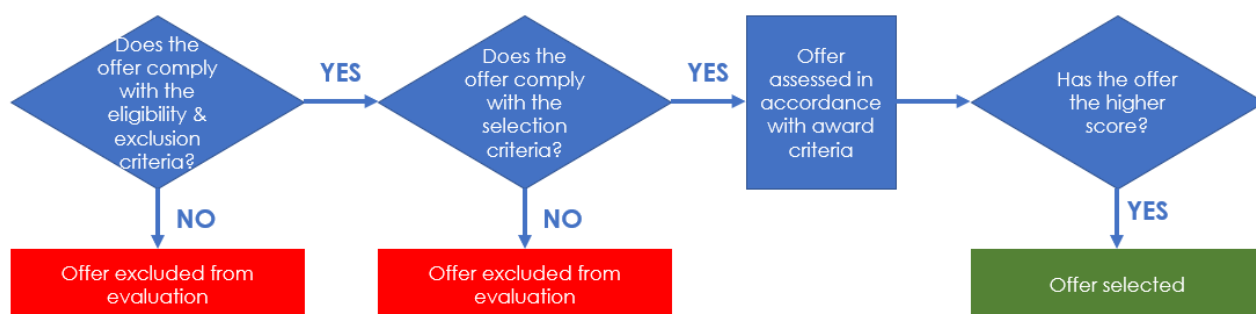 Does the
offer comply
with the
eligibility &
exclusion
criteria?
YES
Does the
offer comply
with the
selection
criteria?
YES
Offer
assessed in
accordance
with award
criteria
Has the offer
the higher
score?
NO
NO
YES
Offer excluded from
evaluation
Offer excluded from
evaluation
Offer selected